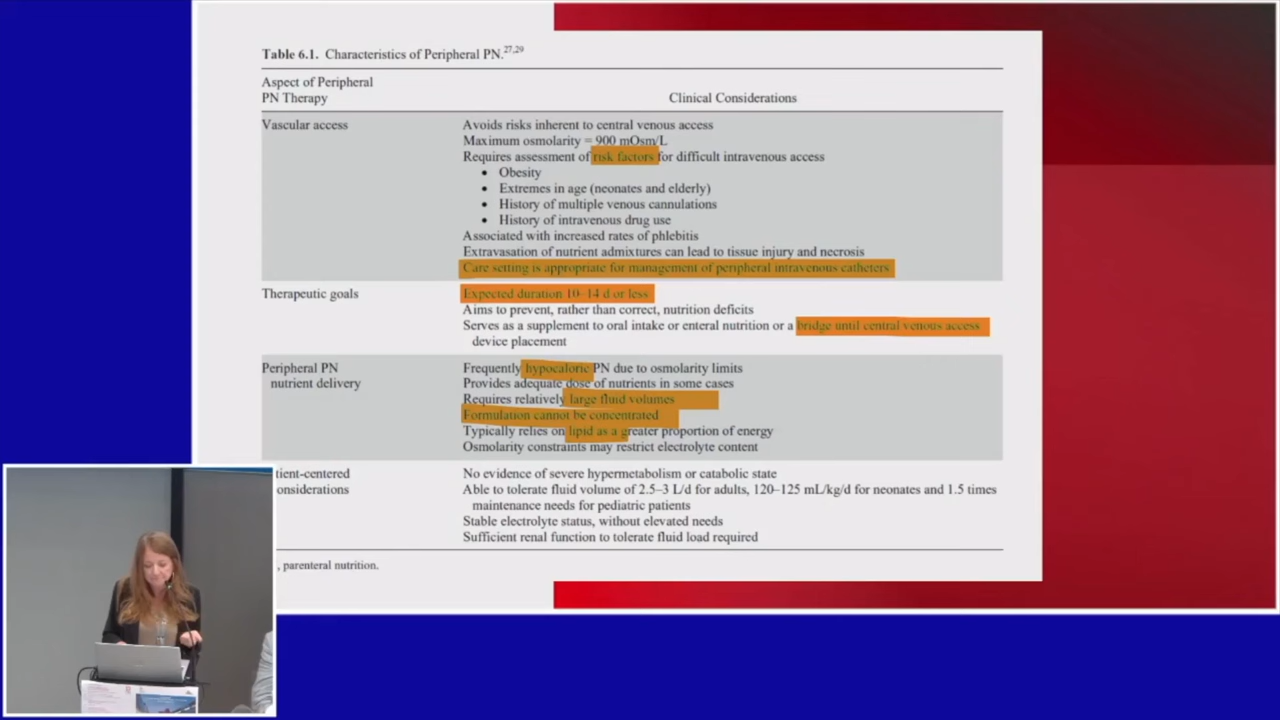 Table 6.1. Characteristics of Peripheral PN.27,29
Aspect of Peripheral
PN Therapy
Clinical Considerations
Vascular access
Avoids risks inherent to central venous access
Maximum osmolarity = 900 mOsm/L
Requires assessment of risk factors for difficult intravenous access
• Obesity
• Extremes in age (neonates and elderly)
• History of multiple venous cannulations
• History of intravenous drug use
Associated with increased rates of phlebitis
Extravasation of nutrient admixtures can lead to tissue injury and necrosis
Care setting is appropriate for management of peripheral intravenous catheters
Therapeutic goals
Expected duration 10–14 d or less
Aims to prevent, rather than correct, nutrition deficits
Serves as a supplement to oral intake or enteral nutrition or a bridge until central venous access
device placement
Peripheral PN
nutrient delivery
Frequently hypocaloric PN due to osmolarity limits
Provides adequate dose of nutrients in some cases
Requires relatively large fluid volumes
Formulation cannot be concentrated
Typically relies on lipid as a greater proportion of energy
Osmolarity constraints may restrict electrolyte content
tient-centered
onsiderations
No evidence of severe hypermetabolism or catabolic state
Able to tolerate fluid volume of 2.5–3 L/d for adults, 120–125 mL/kg/d for neonates and 1.5 times
maintenance needs for pediatric patients
Stable electrolyte status, without elevated needs
Sufficient renal function to tolerate fluid load required
, parenteral nutrition.